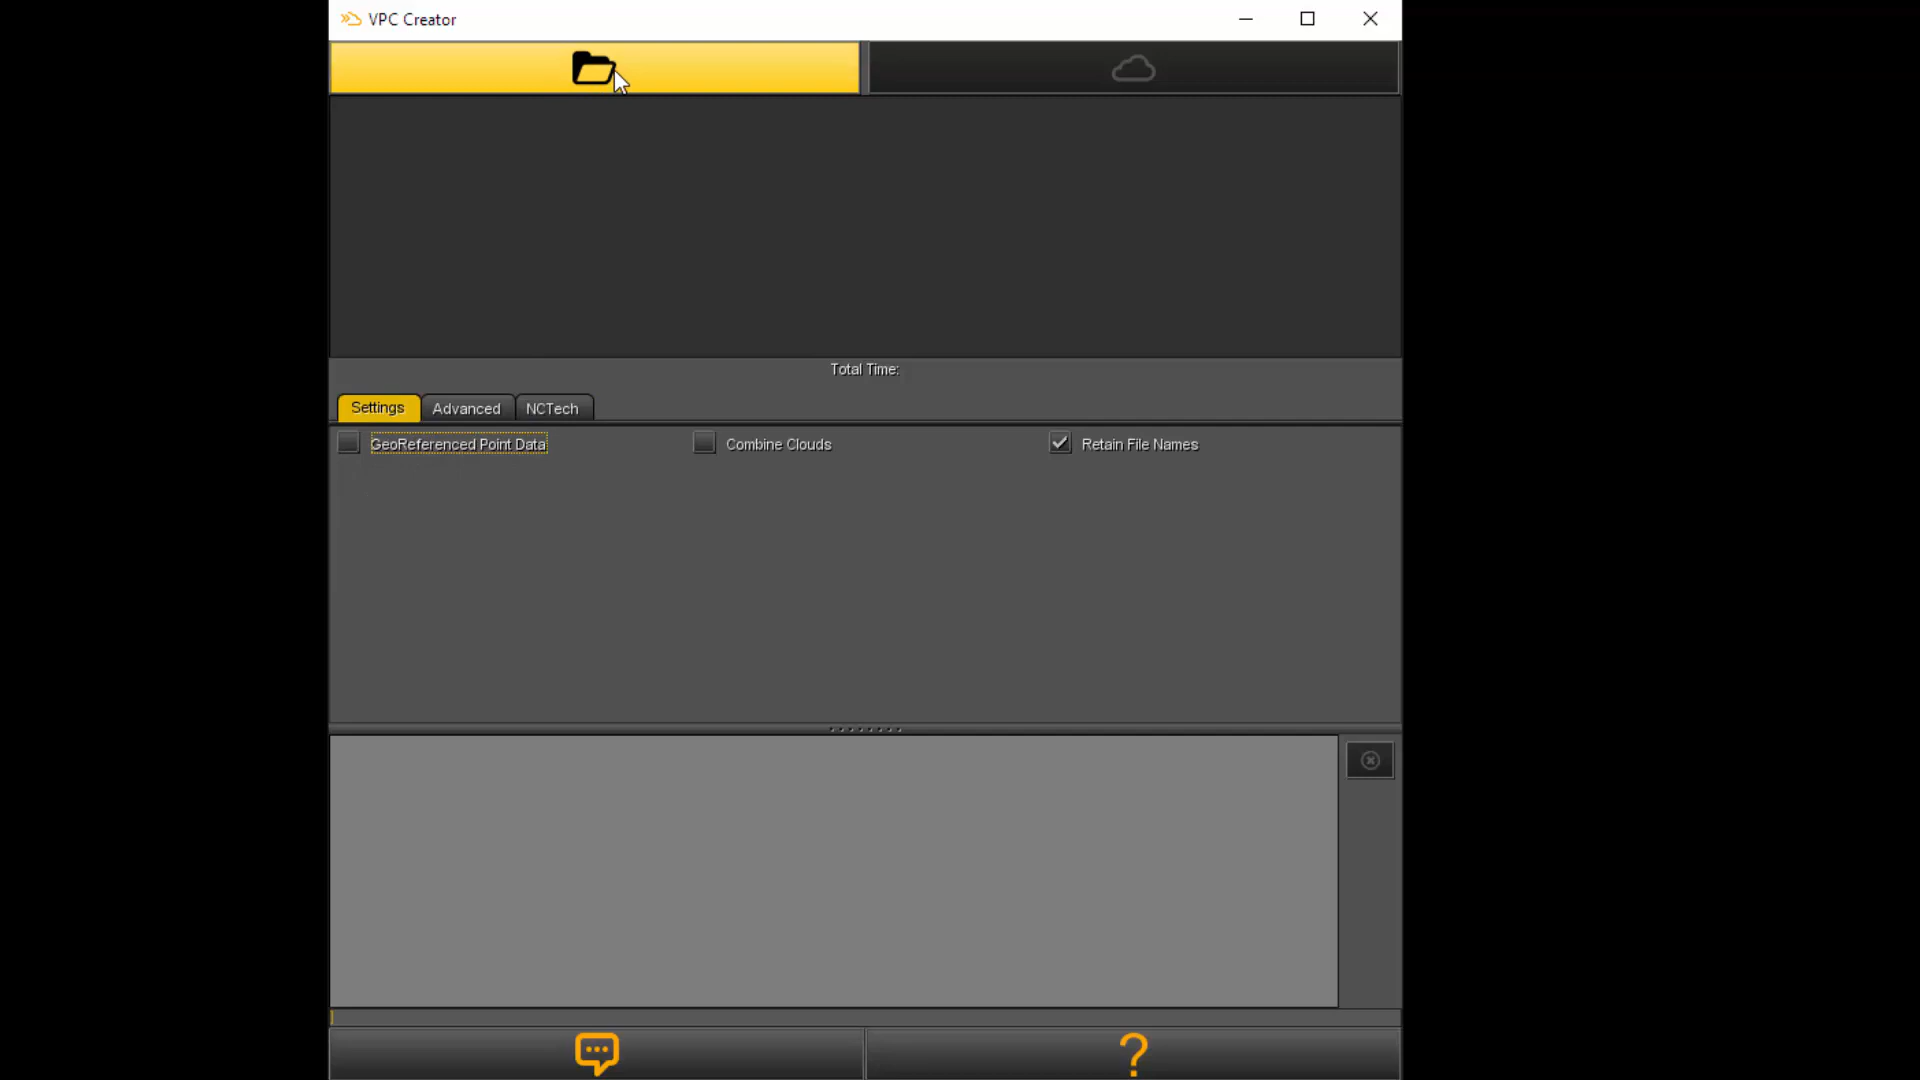 VPC Creator
Total Time:
Settings Advanced NCTech
GeoReferenced Point Data Combine Clouds Retain File Names
?